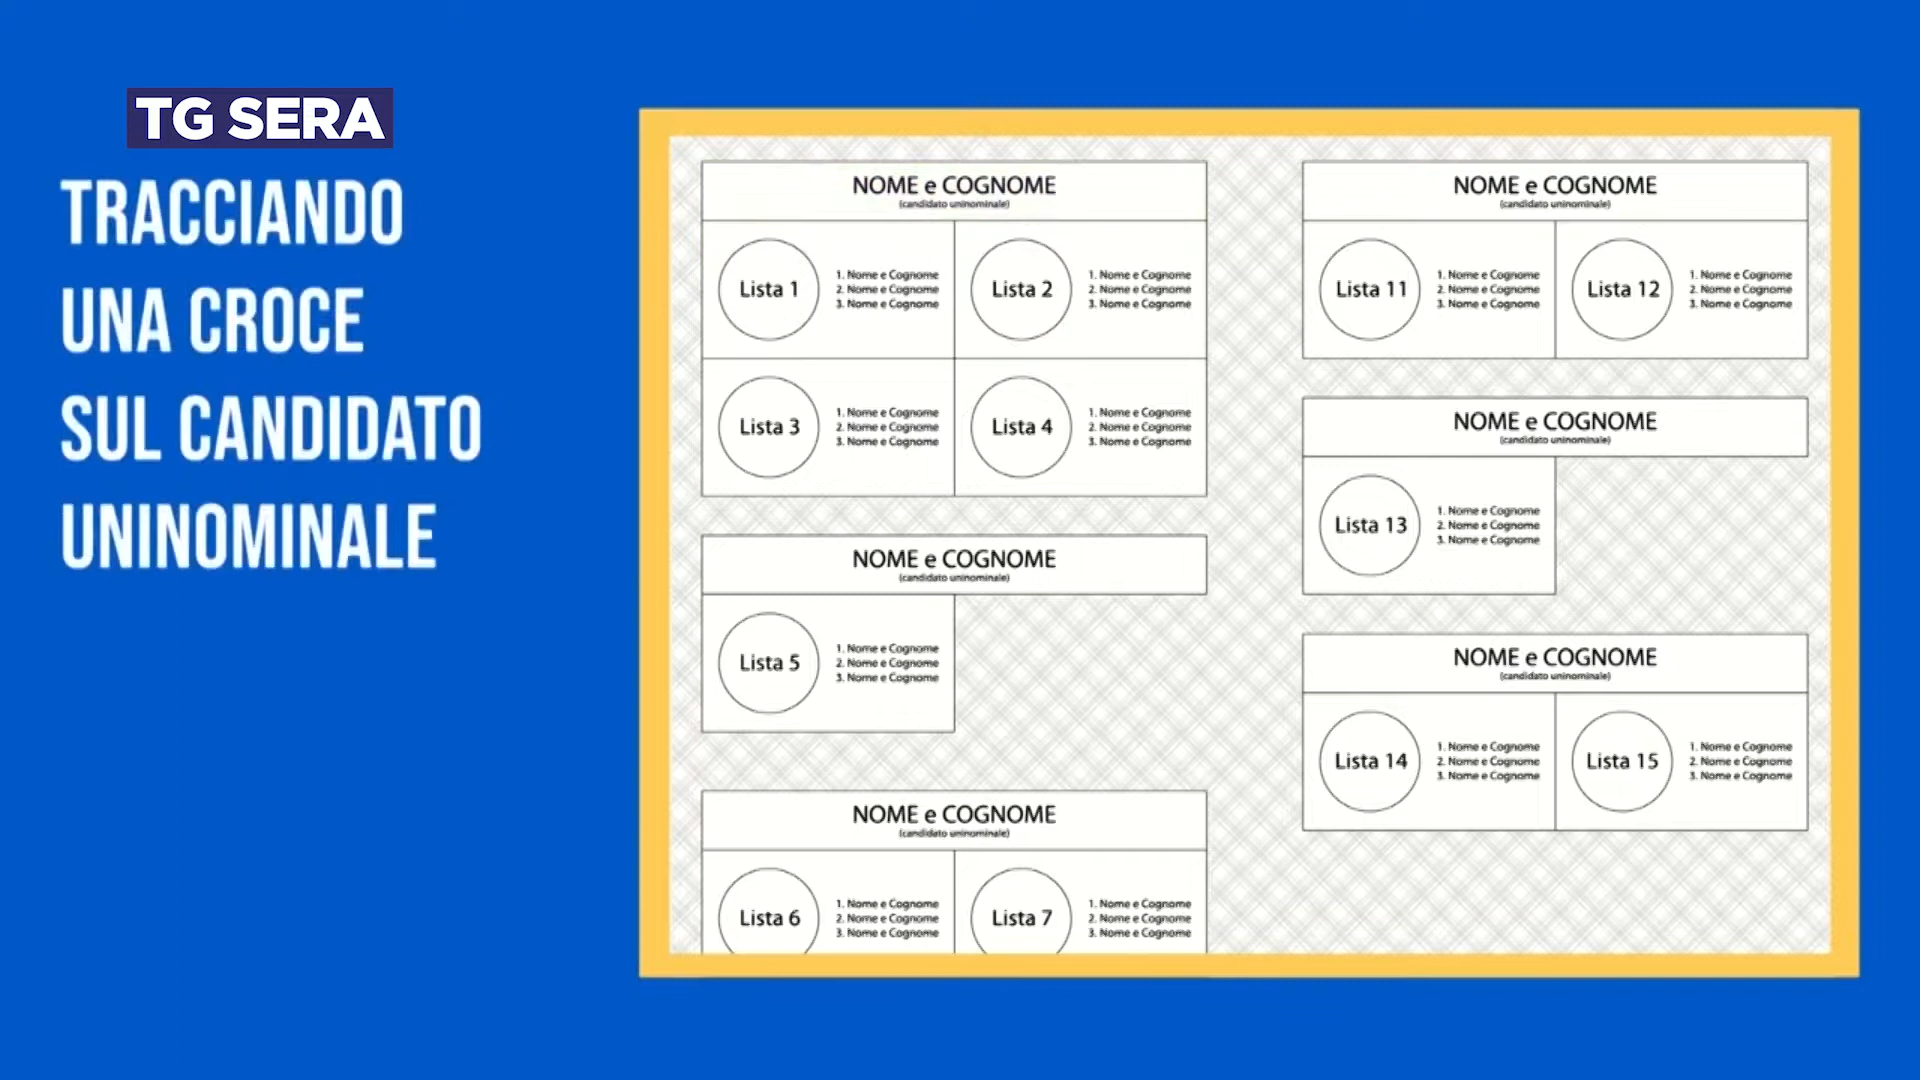 TG SERA
TRACCIANDO
UNA CROCE
SUL CANDIDATO
UNINOMINALE
NOME e COGNOME
(candidato uninominale)
Lista 1
1. Nome e Cognome
2. Nome e Cognome
3. Nome e Cognome
Lista 2
1. Nome e Cognome
2. Nome e Cognome
3. Nome e Cognome
Lista 3
1. Nome e Cognome
2. Nome e Cognome
3. Nome e Cognome
Lista 4
1. Nome e Cognome
2. Nome e Cognome
3. Nome e Cognome
NOME e COGNOME
(candidato uninominale)
Lista 5
1. Nome e Cognome
2. Nome e Cognome
3. Nome e Cognome
NOME e COGNOME
(candidato uninominale)
Lista 6
1. Nome e Cognome
2. Nome e Cognome
3. Nome e Cognome
Lista 7
1. Nome e Cognome
2. Nome e Cognome
3. Nome e Cognome
NOME e COGNOME
(candidato uninominale)
Lista 11
1. Nome e Cognome
2. Nome e Cognome
3. Nome e Cognome
Lista 12
1. Nome e Cognome
2. Nome e Cognome
3. Nome e Cognome
NOME e COGNOME
(candidato uninominale)
Lista 13
1. Nome e Cognome
2. Nome e Cognome
3. Nome e Cognome
NOME e COGNOME
(candidato uninominale)
Lista 14
1. Nome e Cognome
2. Nome e Cognome
3. Nome e Cognome
Lista 15
1. Nome e Cognome
2. Nome e Cognome
3. Nome e Cognome